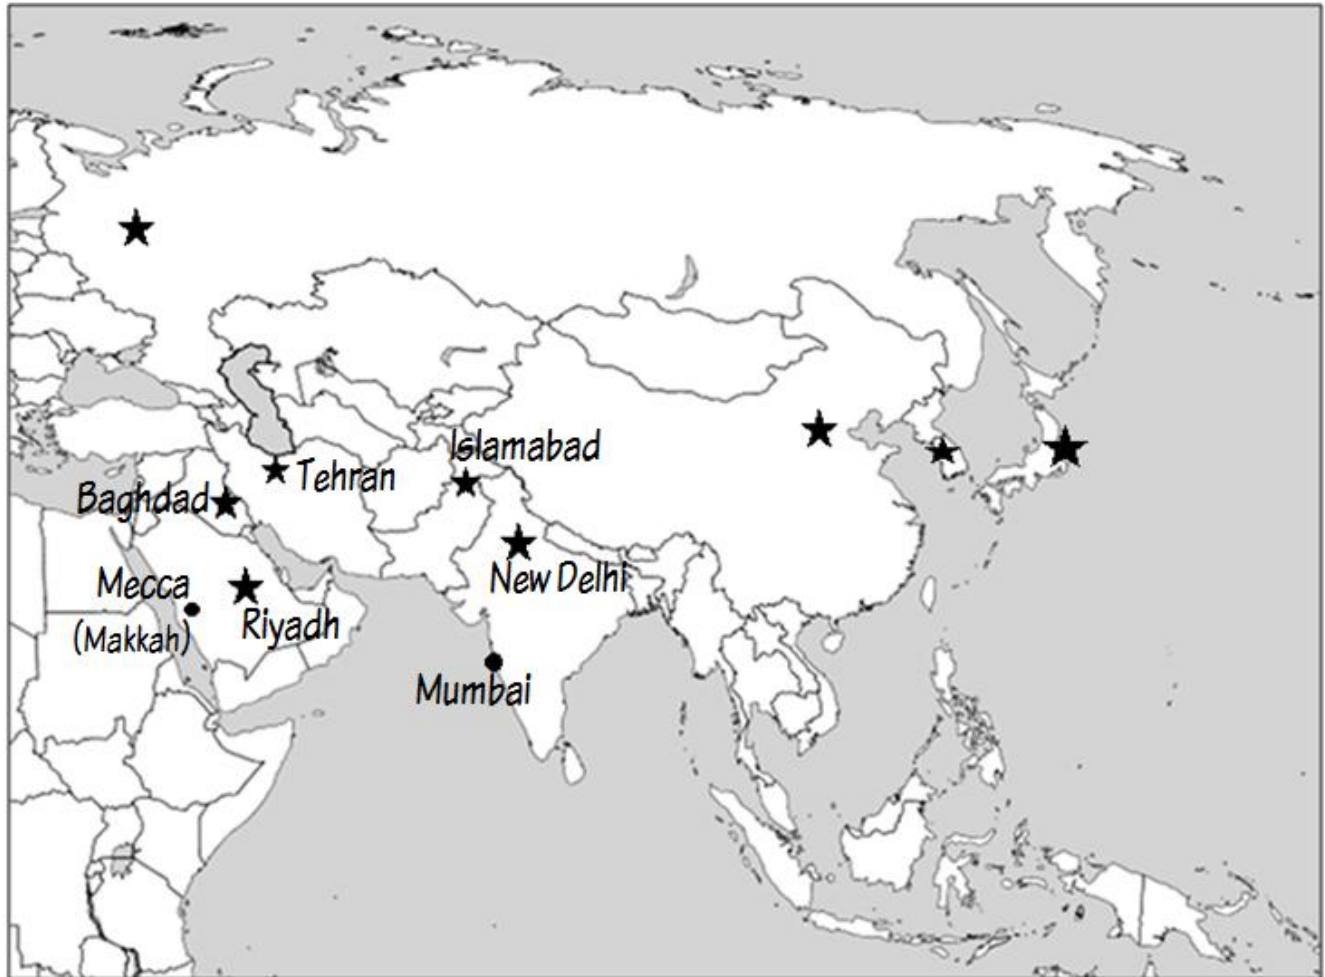 Islamabad
Tehran
Baghdad
New Delhi
Mecca
(Makkah)
Riyadh
Mumbai